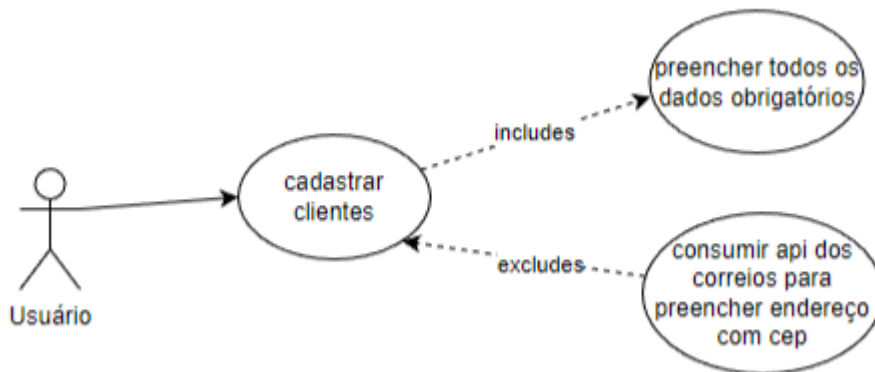 preencher todos os
dados obrigatórios
includes
cadastrar
clientes
excludes
consumir api dos
correios para
preencher endereço
com cep
Usuário